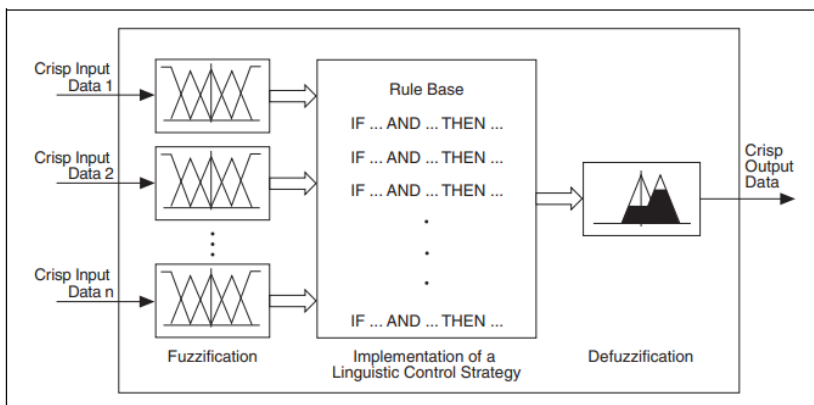 Crisp Input
Data 1
Crisp Input
Data 2
Crisp Input
Data n
Fuzzification
Rule Base
IF ... AND ... THEN ...
IF ... AND ... THEN ...
IF ... AND ... THEN ...
IF ... AND ... THEN ...
Implementation of a
Linguistic Control Strategy
Defuzzification
Crisp
Output
Data